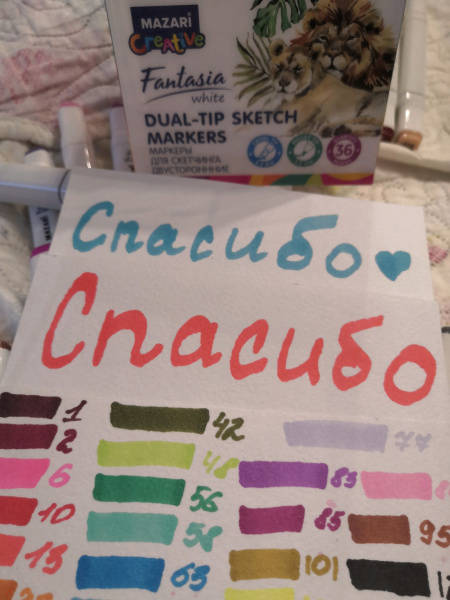 MAZARI
Creative
Fantasia
white
DUAL-TIP SKETCH
MARKERS
МАРКЕРЫ
ДЛЯ СКЕТЧИНГА
ДВУСТОРОННИЕ
36
Спасибо
Спасибо
1 42 77
2 48 83
6 56 85 95
10 58 101
13 63